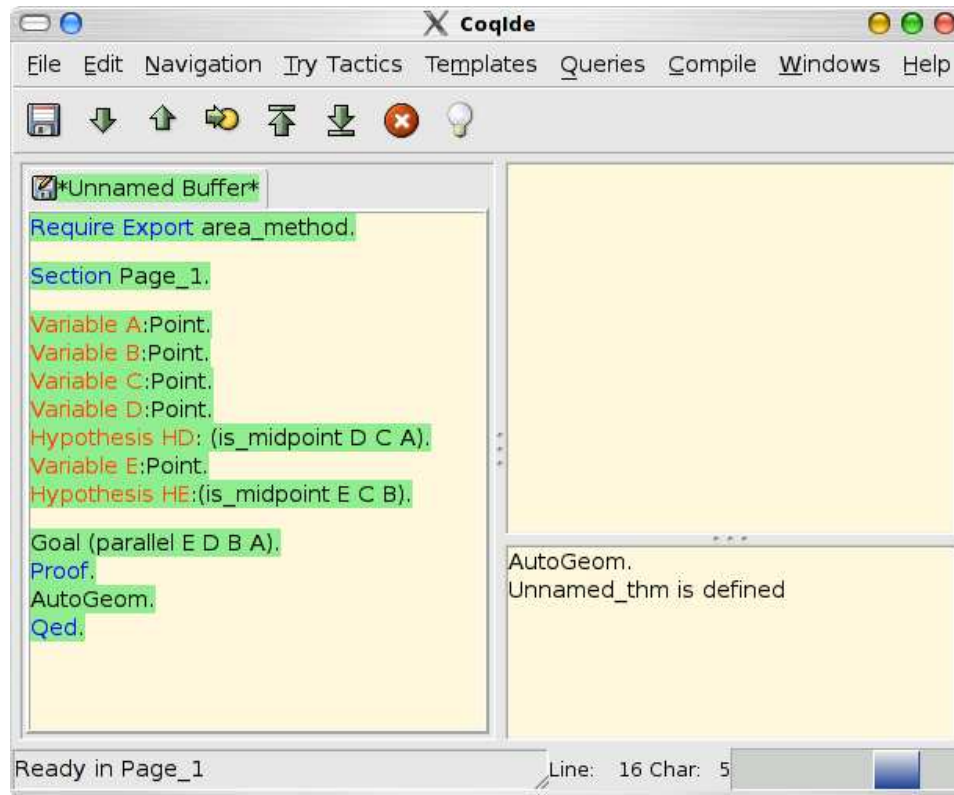 CoqIde
File Edit Navigation Try Tactics Templates Queries Compile Windows Help
*Unnamed Buffer*
Require Export area_method.
Section Page_1.
Variable A:Point.
Variable B:Point.
Variable C:Point.
Variable D:Point.
Hypothesis HD: (is_midpoint D C A).
Variable E:Point.
Hypothesis HE:(is_midpoint E C B).
Goal (parallel E D B A).
Proof.
AutoGeom.
Qed.
AutoGeom.
Unnamed_thm is defined
Ready in Page_1
Line: 16 Char: 5